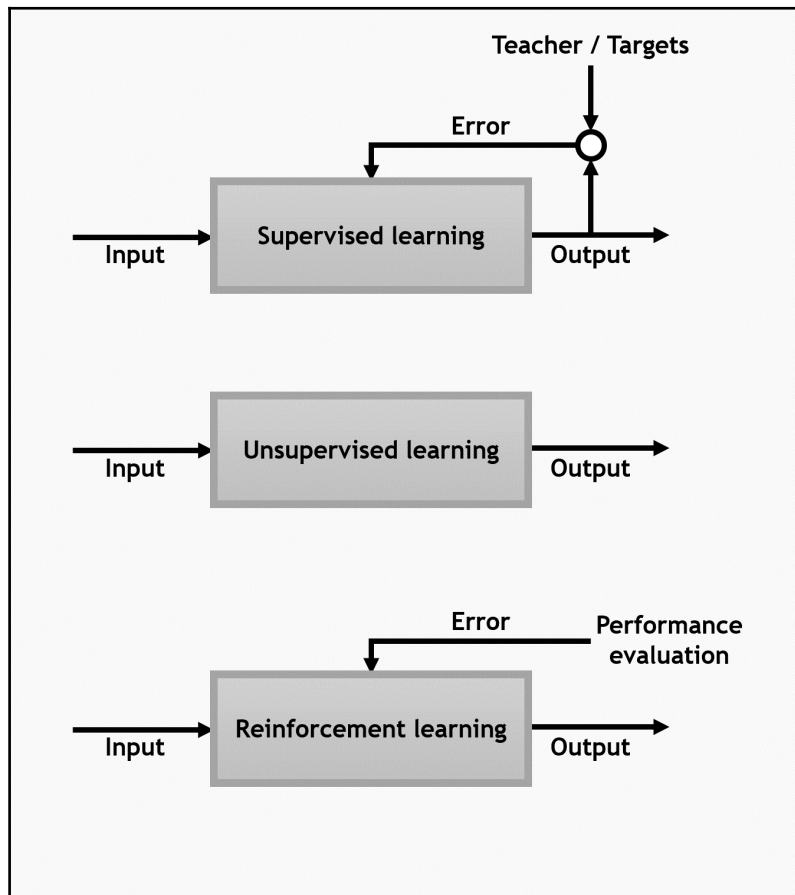 Teacher / Targets
Error
Supervised learning
Input
Output
Unsupervised learning
Input
Output
Error
Performance
evaluation
Reinforcement learning
Input
Output